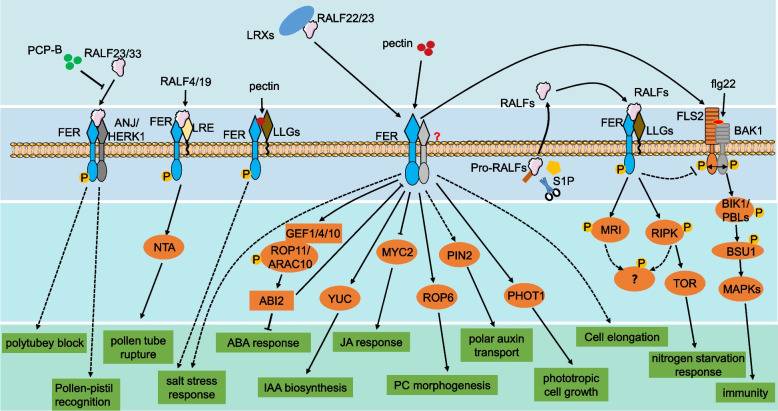 PCP-B
RALF23/33
RALF4/19
pectin
LRXs
RALF22/23
pectin
RALFs
RALFs
flg22
FER
ANJ/
HERK1
FER
LRE
FER
LLGs
FER
?
FER
LLGs
FLS2
BAK1
Pro-RALFs
S1P
P
P
P
P
P
P
NTA
GEF1/4/10
P
ROP11/
ARAC10
ABI2
YUC
MYC2
ROP6
PIN2
PHOT1
P
MRI
RIPK
P
P
?
TOR
BIK1/
PBLs
P
BSU1
P
MAPKs
polytubey block
Pollen-pistil
recognition
pollen tube
rupture
salt stress
response
ABA response
IAA biosynthesis
JA response
PC morphogenesis
polar auxin
transport
phototropic
cell growth
Cell elongation
nitrogen starvation
response
immunity